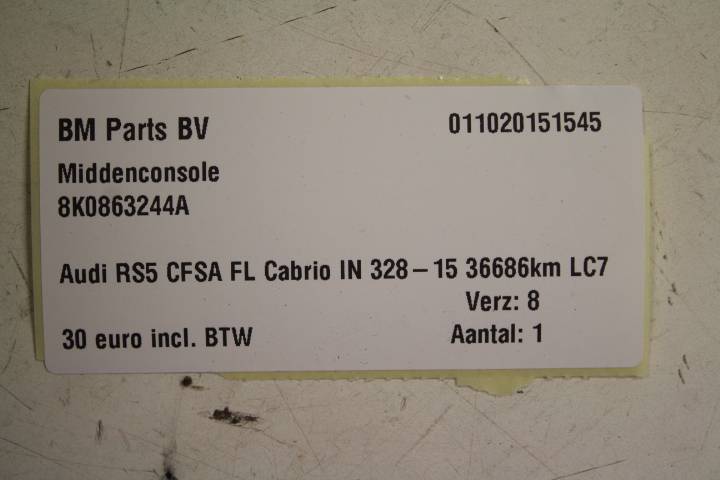 BM Parts BV 011020151545
Middenconsole
8K0863244A
Audi RS5 CFSA FL Cabrio IN 328-15 36686km LC7
Verz: 8
30 euro incl. BTW Aantal: 1